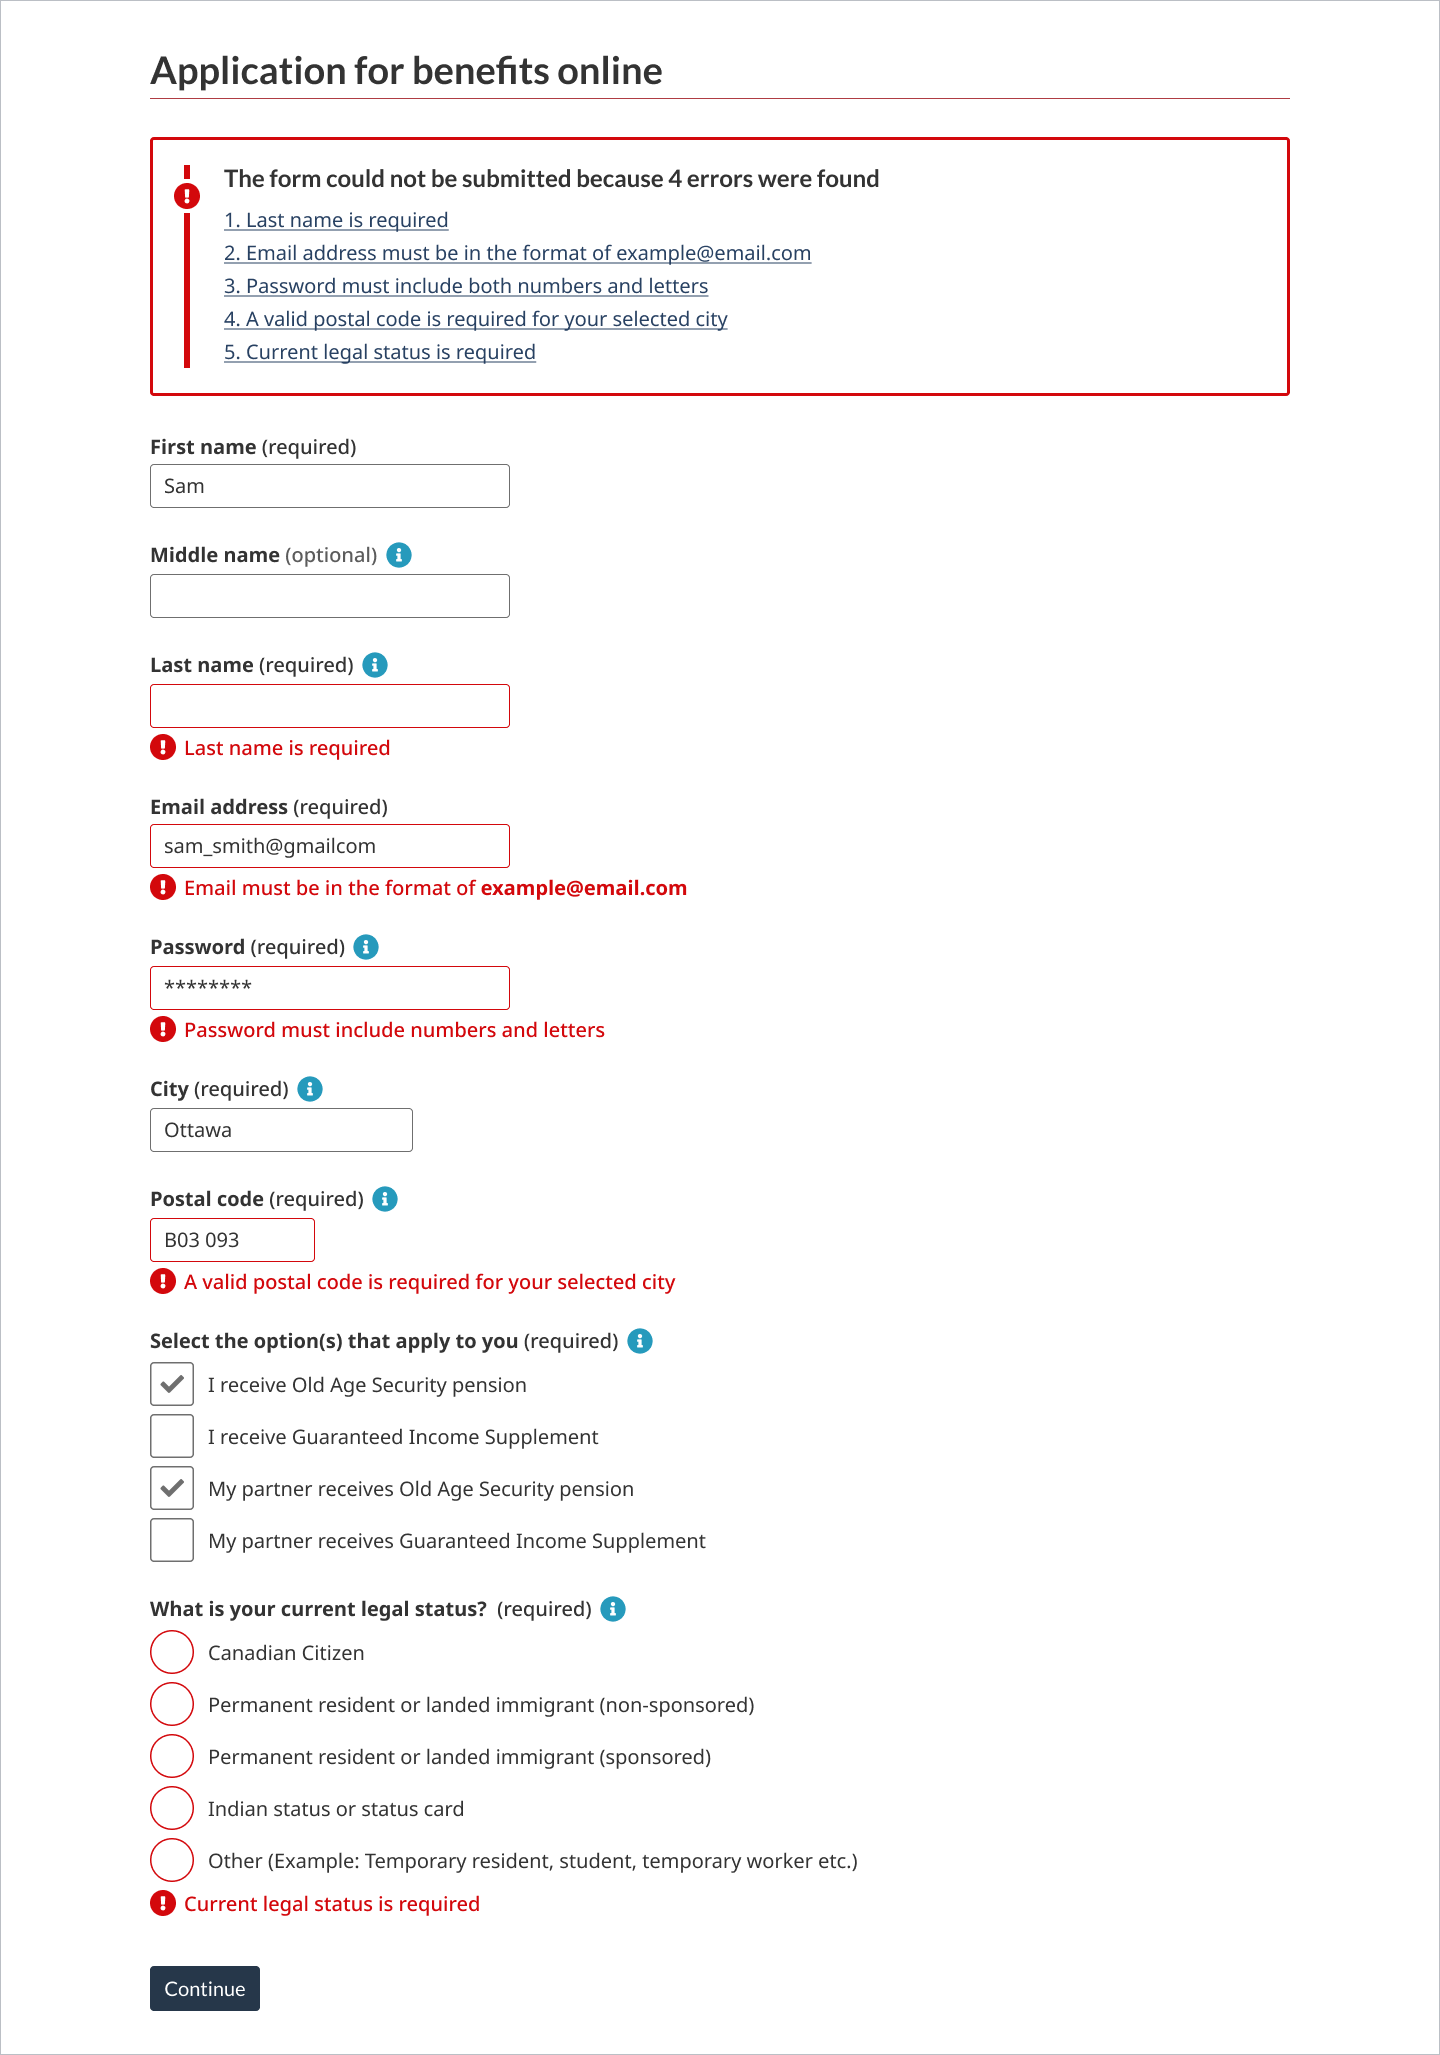 Application for benefits online
The form could not be submitted because 4 errors were found
1. Last name is required
2. Email address must be in the format of example@email.com
3. Password must include both numbers and letters
4. A valid postal code is required for your selected city
5. Current legal status is required
First name (required)
Sam
Middle name (optional)
Last name (required)
Last name is required
Email address (required)
sam_smith@gmailcom
Email must be in the format of example@email.com
Password (required)
********
Password must include numbers and letters
City (required)
Ottawa
Postal code (required)
B03 093
A valid postal code is required for your selected city
Select the option(s) that apply to you (required)
I receive Old Age Security pension
I receive Guaranteed Income Supplement
My partner receives Old Age Security pension
My partner receives Guaranteed Income Supplement
What is your current legal status? (required)
Canadian Citizen
Permanent resident or landed immigrant (non-sponsored)
Permanent resident or landed immigrant (sponsored)
Indian status or status card
Other (Example: Temporary resident, student, temporary worker etc.)
Current legal status is required
Continue